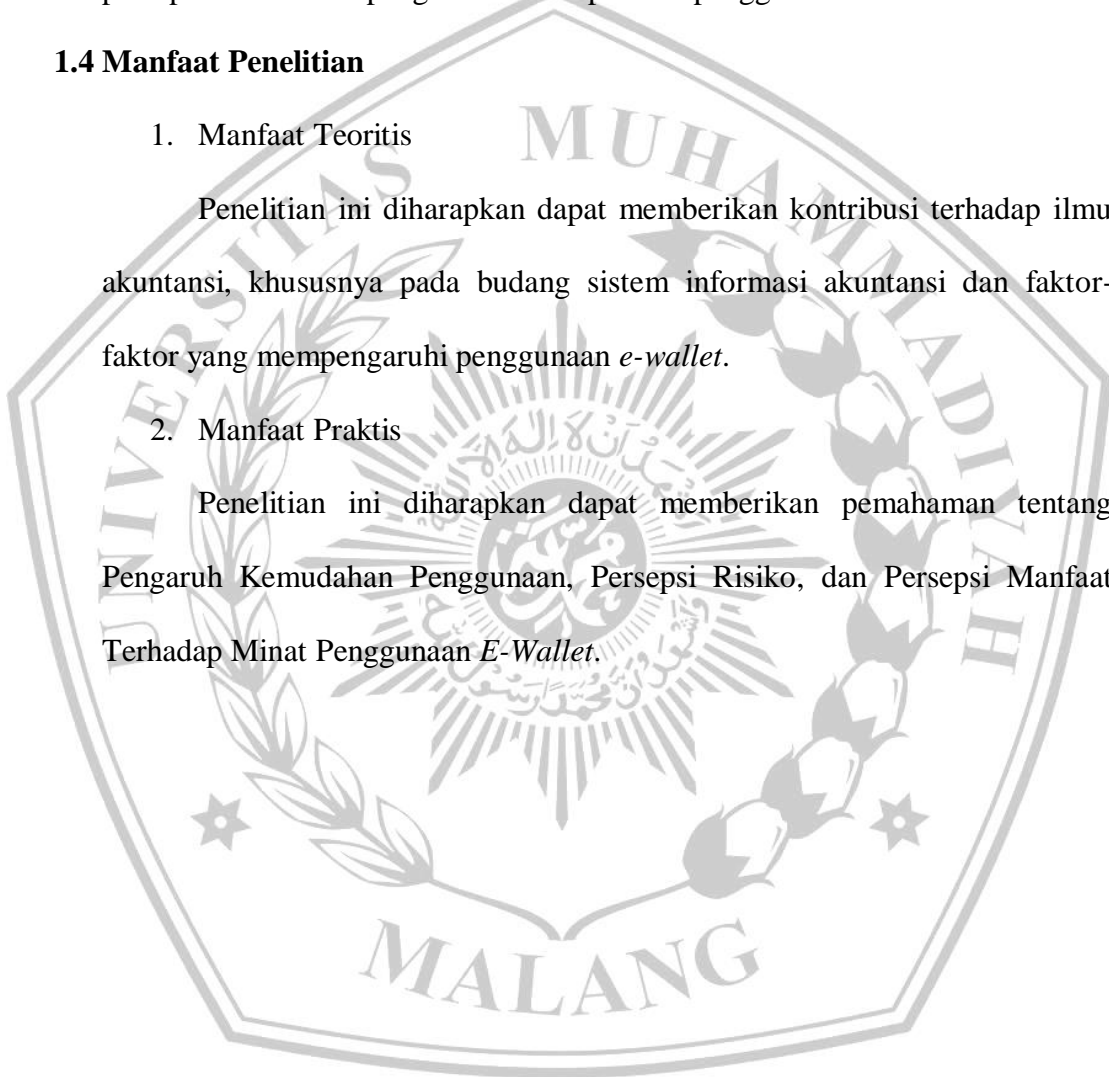 1.4 Manfaat Penelitian
1. Manfaat Teoritis
Penelitian ini diharapkan dapat memberikan kontribusi terhadap ilmu
akuntansi, khususnya pada budang sistem informasi akuntansi dan faktor-
faktor yang mempengaruhi penggunaan e-wallet.
2. Manfaat Praktis
Penelitian ini diharapkan dapat memberikan pemahaman tentang
Pengaruh Kemudahan Penggunaan, Persepsi Risiko, dan Persepsi Manfaat
Terhadap Minat Penggunaan E-Wallet.
UNIVERSITAS MUHAMMADIYAH
MALANG